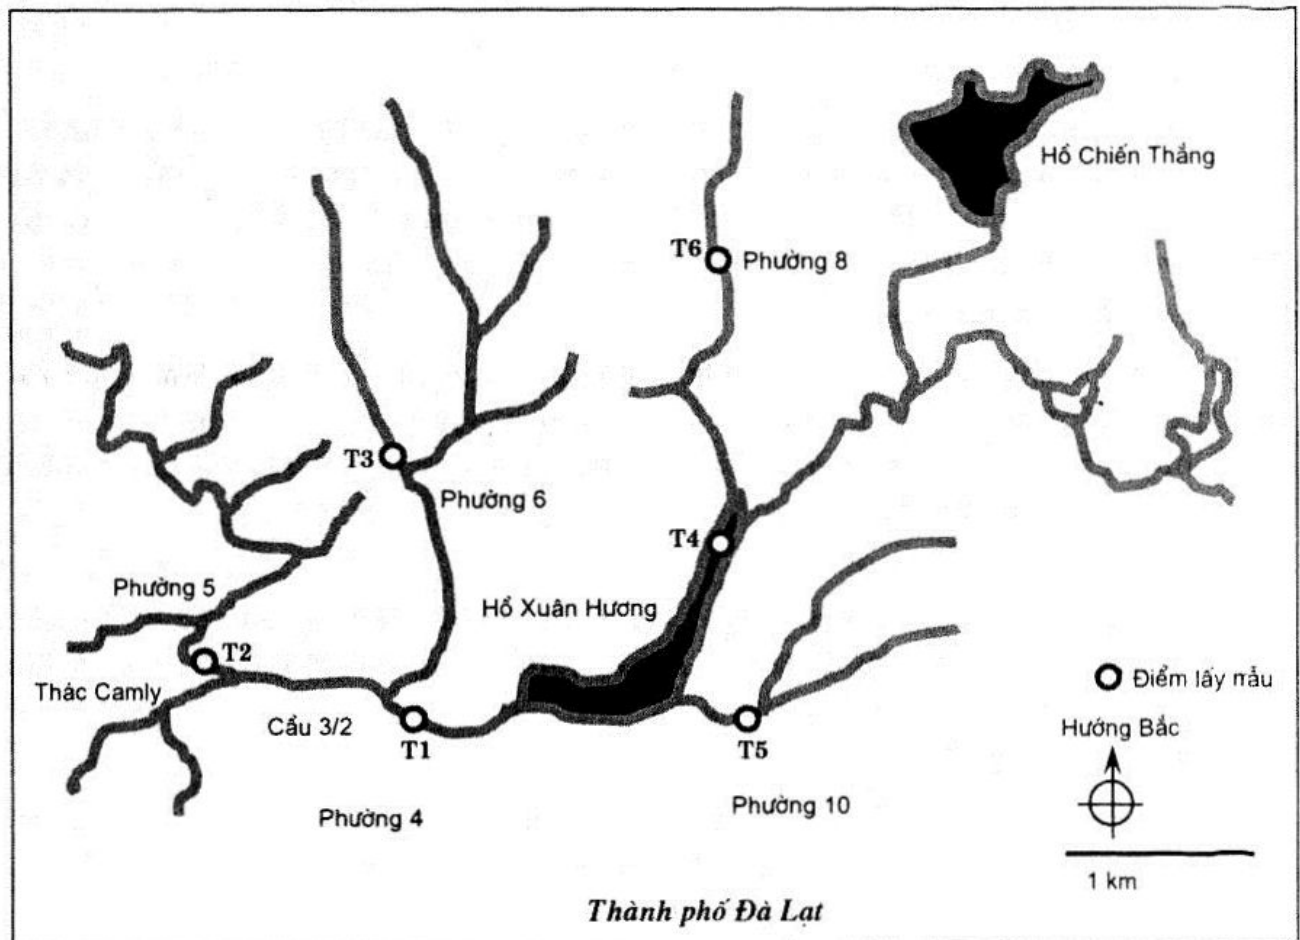 Hồ Chiến Thắng
T6
Phường 8
T3
Phường 6
T4
Phường 5
Hồ Xuân Hương
T2
Thác Camly
Điểm lấy mẫu
Cầu 3/2
T1
T5
Hướng Bắc
Phường 4
Phường 10
1 km
Thành phố Đà Lạt